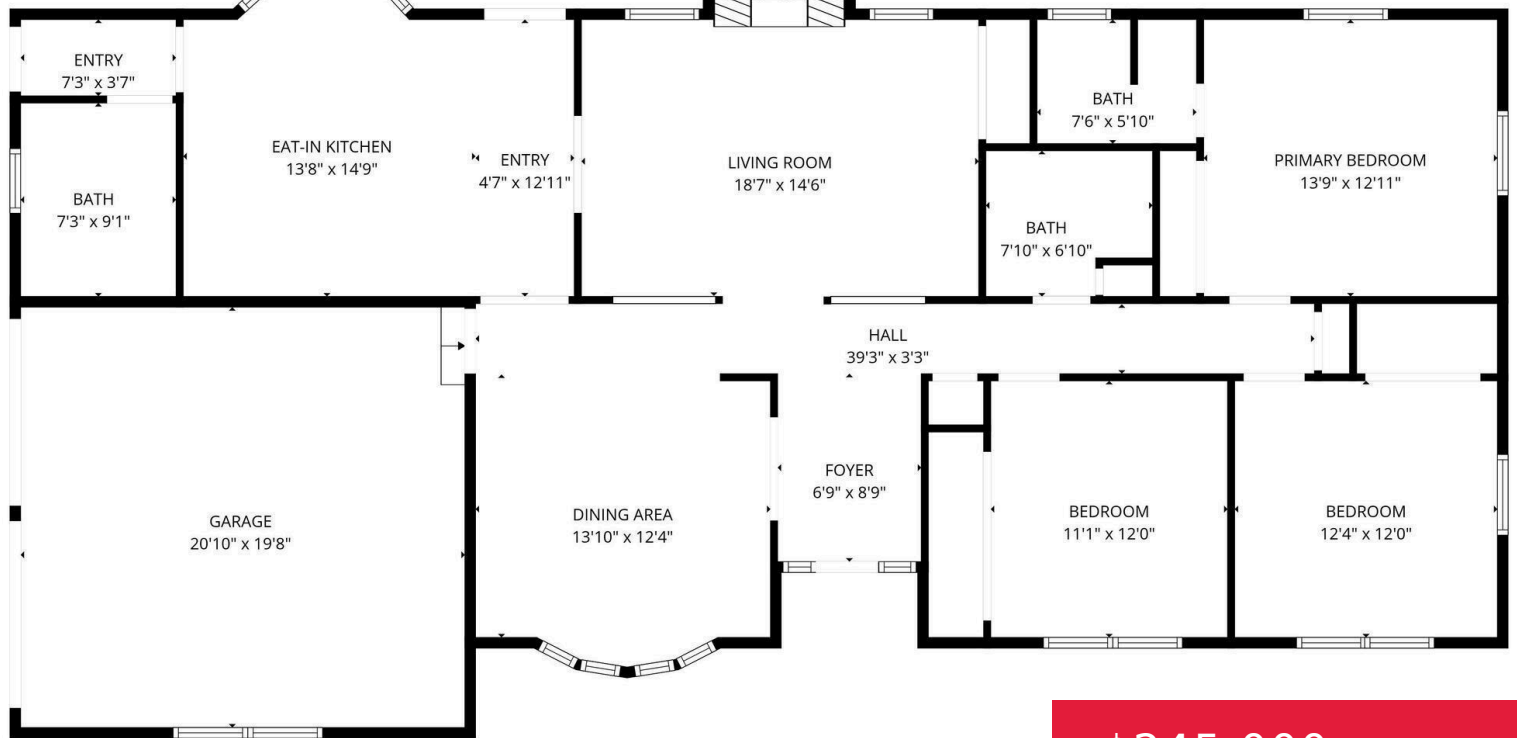 ENTRY
7'3" x 3'7"
BATH
7'6" x 5'10"
EAT-IN KITCHEN
13'8" x 14'9"
ENTRY
4'7" x 12'11"
LIVING ROOM
18'7" x 14'6"
PRIMARY BEDROOM
13'9" x 12'11"
BATH
7'3" x 9'1"
BATH
7'10" x 6'10"
HALL
39'3" x 3'3"
FOYER
6'9" x 8'9"
GARAGE
20'10" x 19'8"
DINING AREA
13'10" x 12'4"
BEDROOM
11'1" x 12'0"
BEDROOM
12'4" x 12'0"